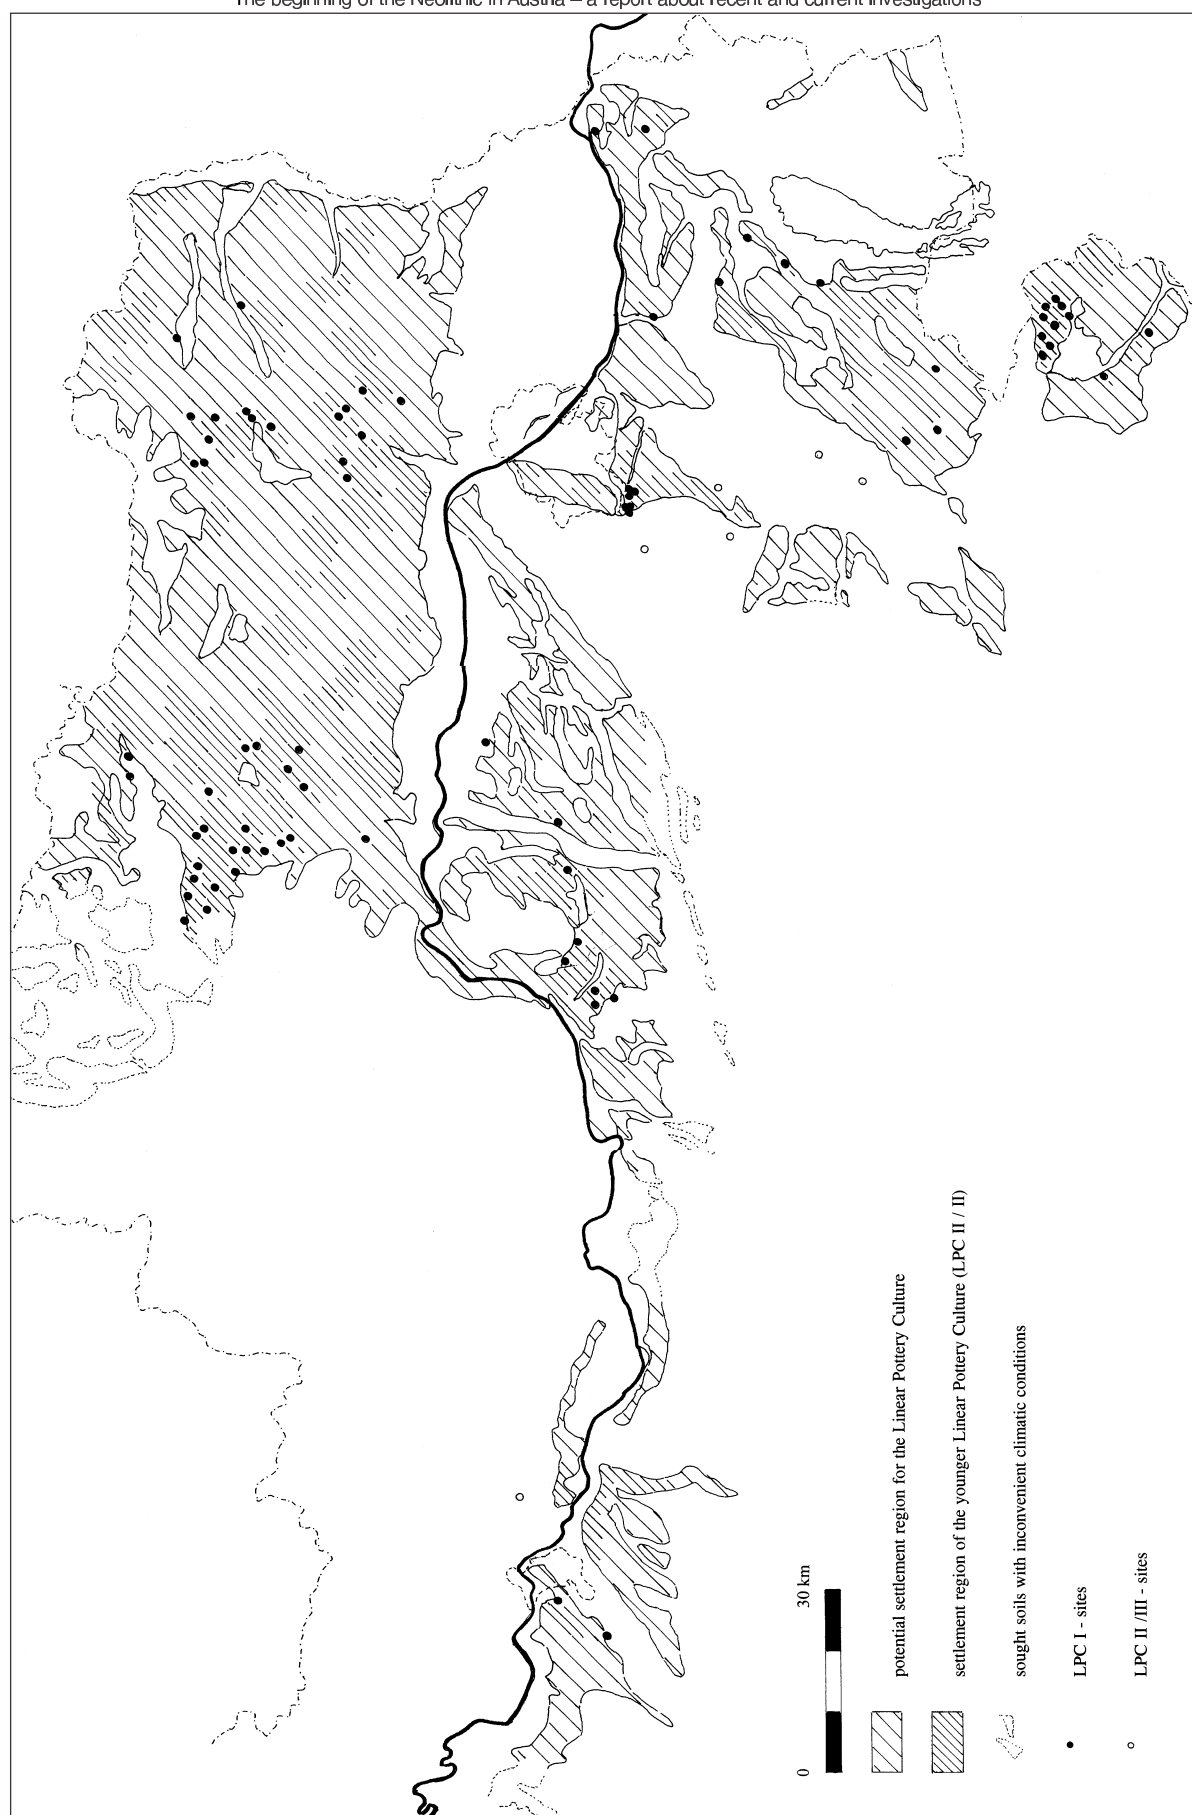 The beginning of the Neolithic in Austria – a report about recent and current investigations
0
30 km
potential settlement region for the Linear Pottery Culture
settlement region of the younger Linear Pottery Culture (LPC II / II)
sought soils with inconvenient climatic conditions
LPC I - sites
LPC II /III - sites